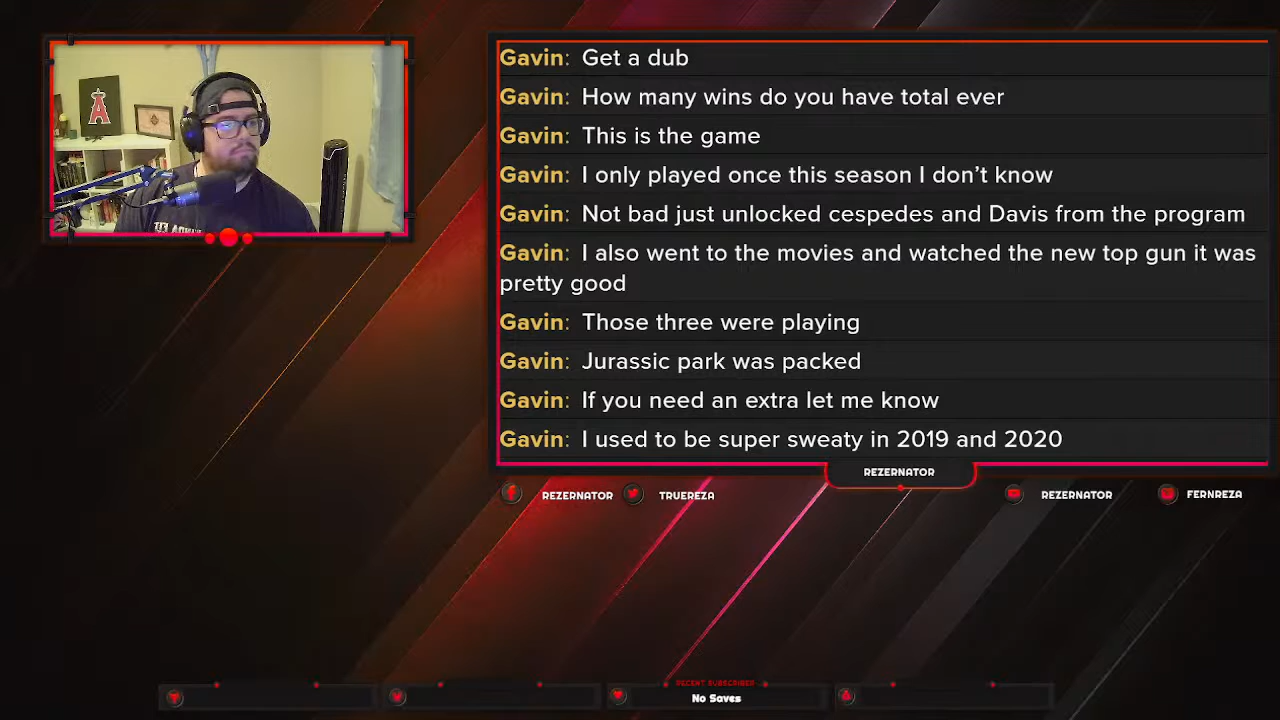 Gavin: Get a dub
Gavin: How many wins do you have total ever
Gavin: This is the game
Gavin: I only played once this season I don’t know
Gavin: Not bad just unlocked cespedes and Davis from the program
Gavin: I also went to the movies and watched the new top gun it was
pretty good
Gavin: Those three were playing
Gavin: Jurassic park was packed
Gavin: If you need an extra let me know
Gavin: I used to be super sweaty in 2019 and 2020
REZERNATOR
REZERNATOR
TRUEREZA
REZERNATOR
FERNREZA
RECENT SUBSCRIBER
No Saves